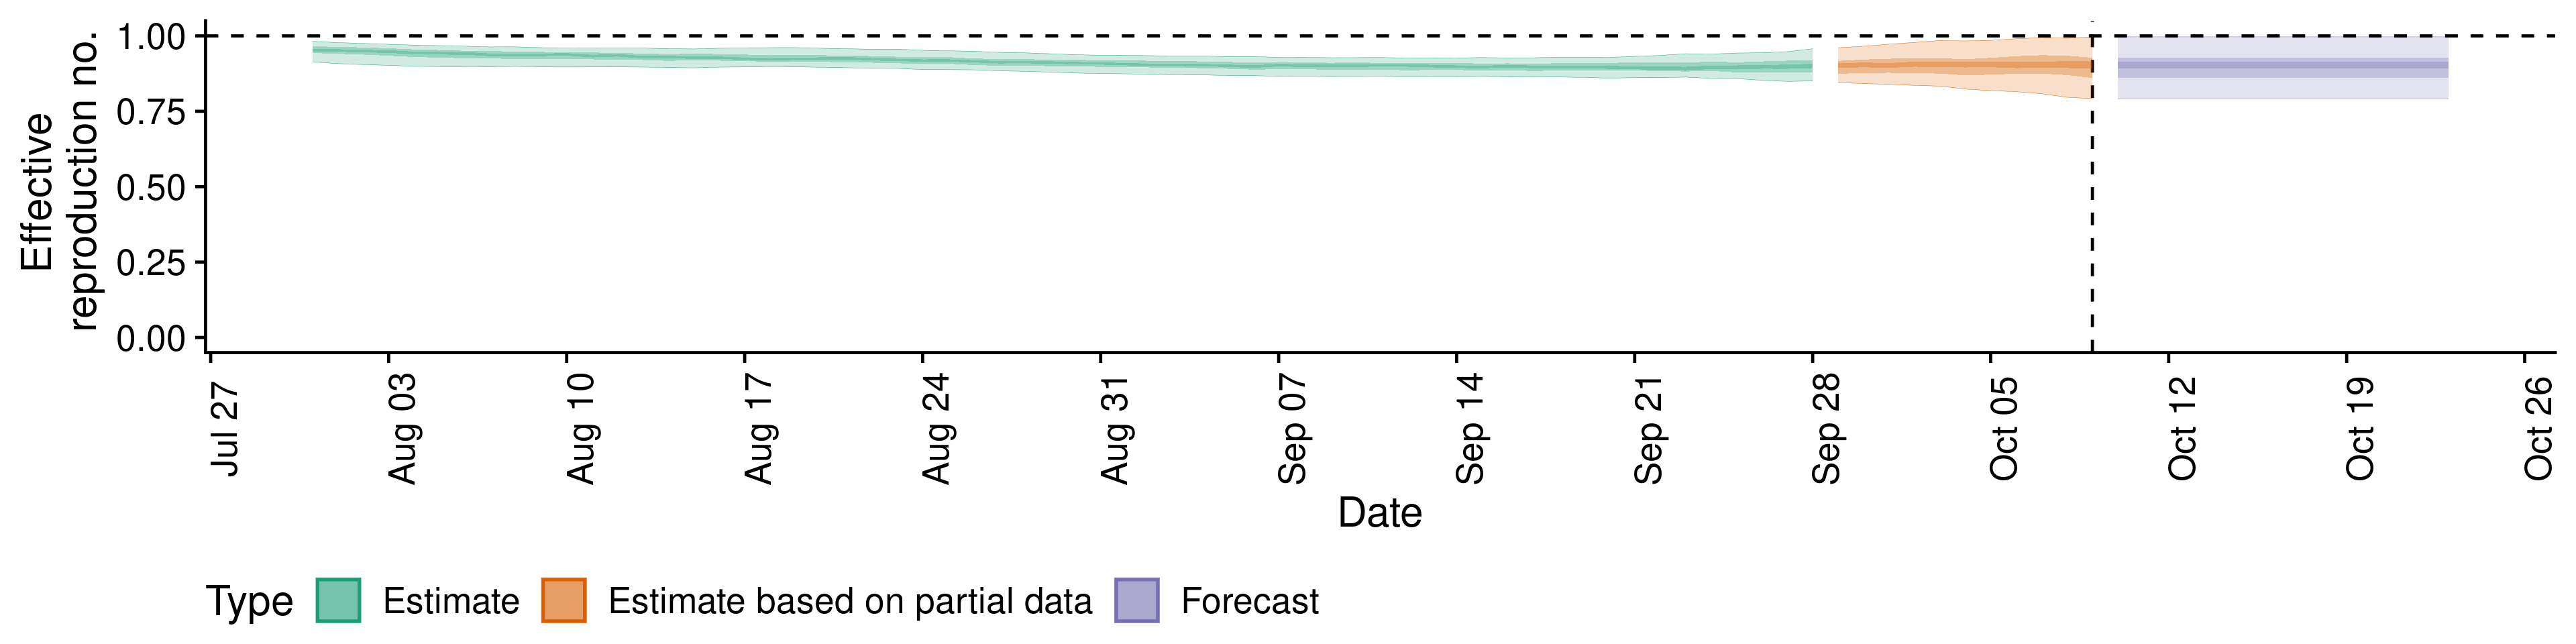 Effective
reproduction no.
1.00
0.75
0.50
0.25
0.00
Jul 27
Aug 03
Aug 10
Aug 17
Aug 24
Aug 31
Sep 07
Sep 14
Sep 21
Sep 28
Oct 05
Oct 12
Oct 19
Oct 26
Date
Type Estimate Estimate based on partial data Forecast